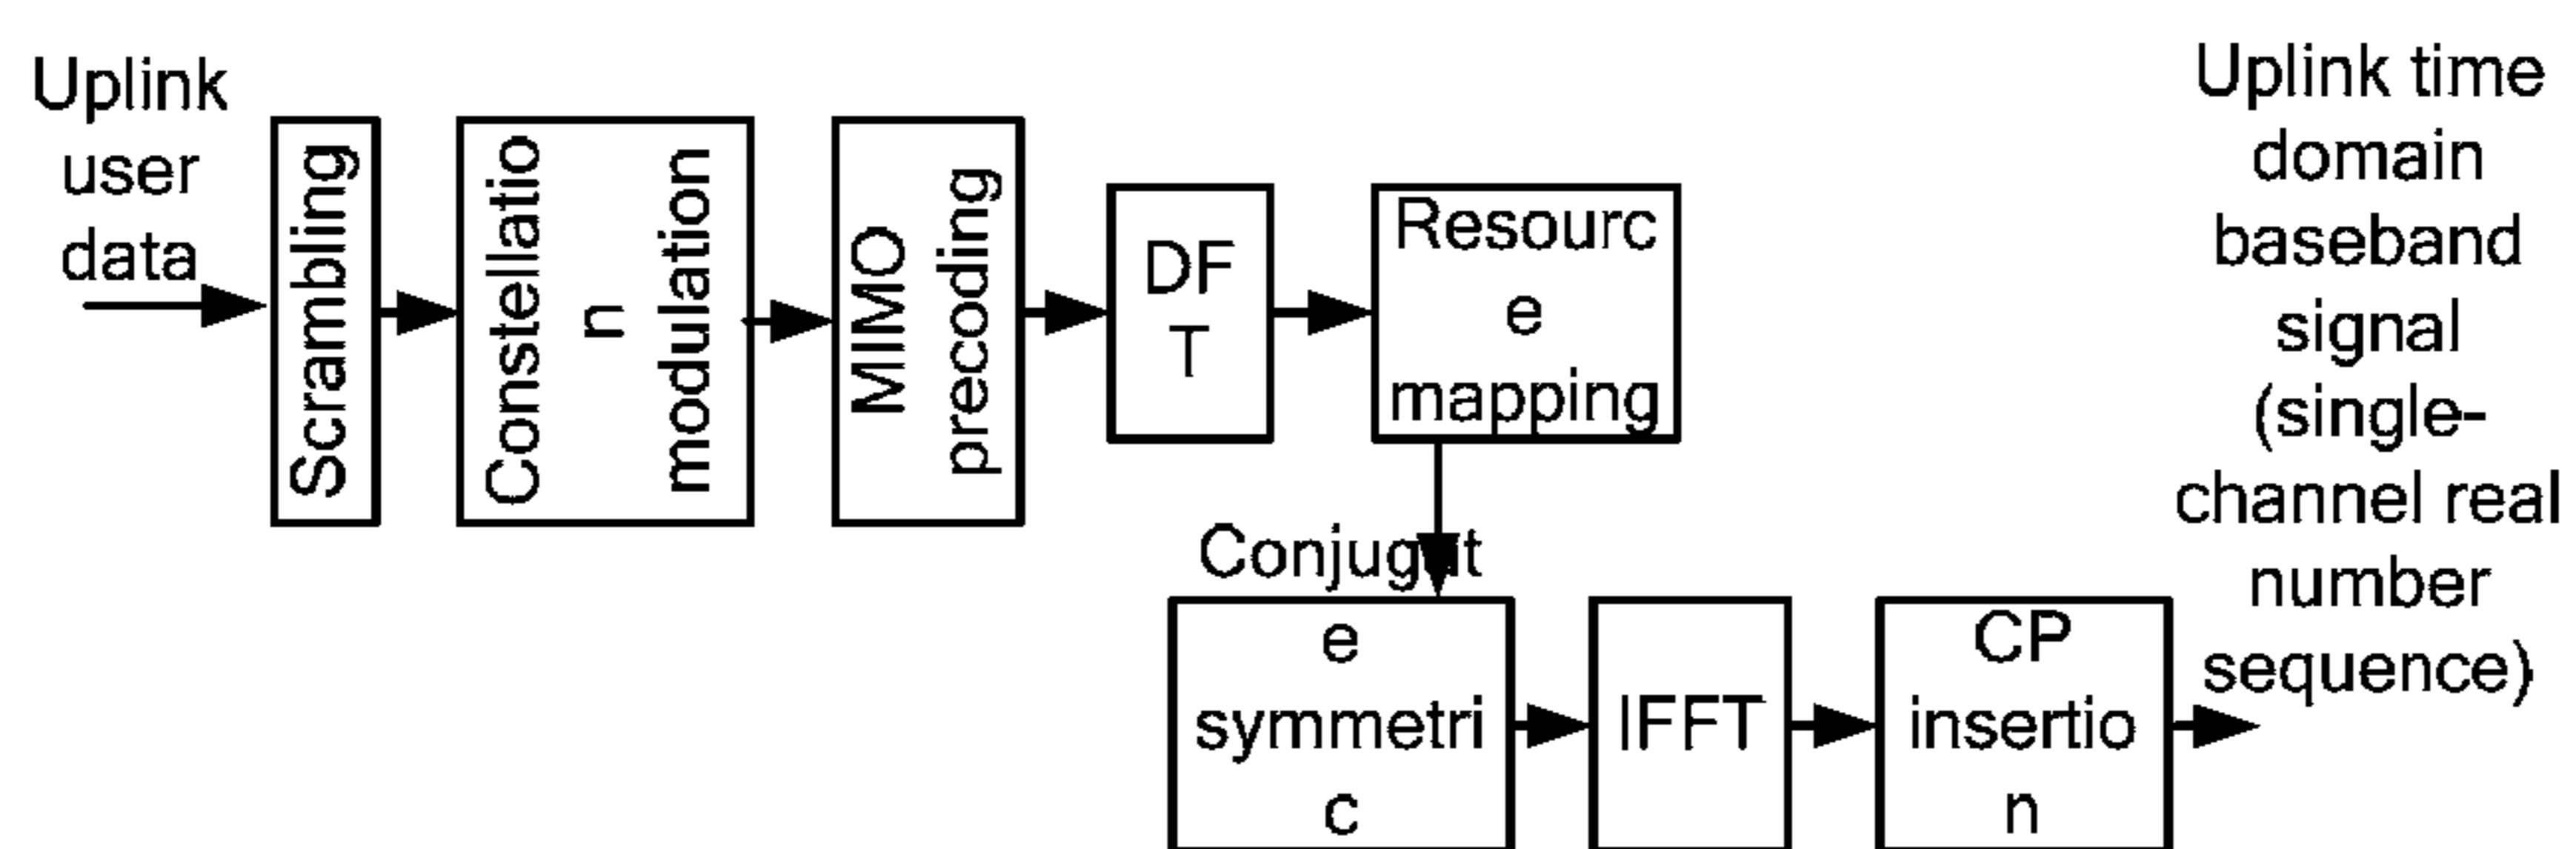 Uplink
user
data
Scrambling
Constellatio
n
modulation
MIMO
precoding
DF
T
Resourc
e
mapping
Conjugat
e
symmetri
c
IFFT
CP
insertio
n
Uplink time
domain
baseband
signal
(single-
channel real
number
sequence)